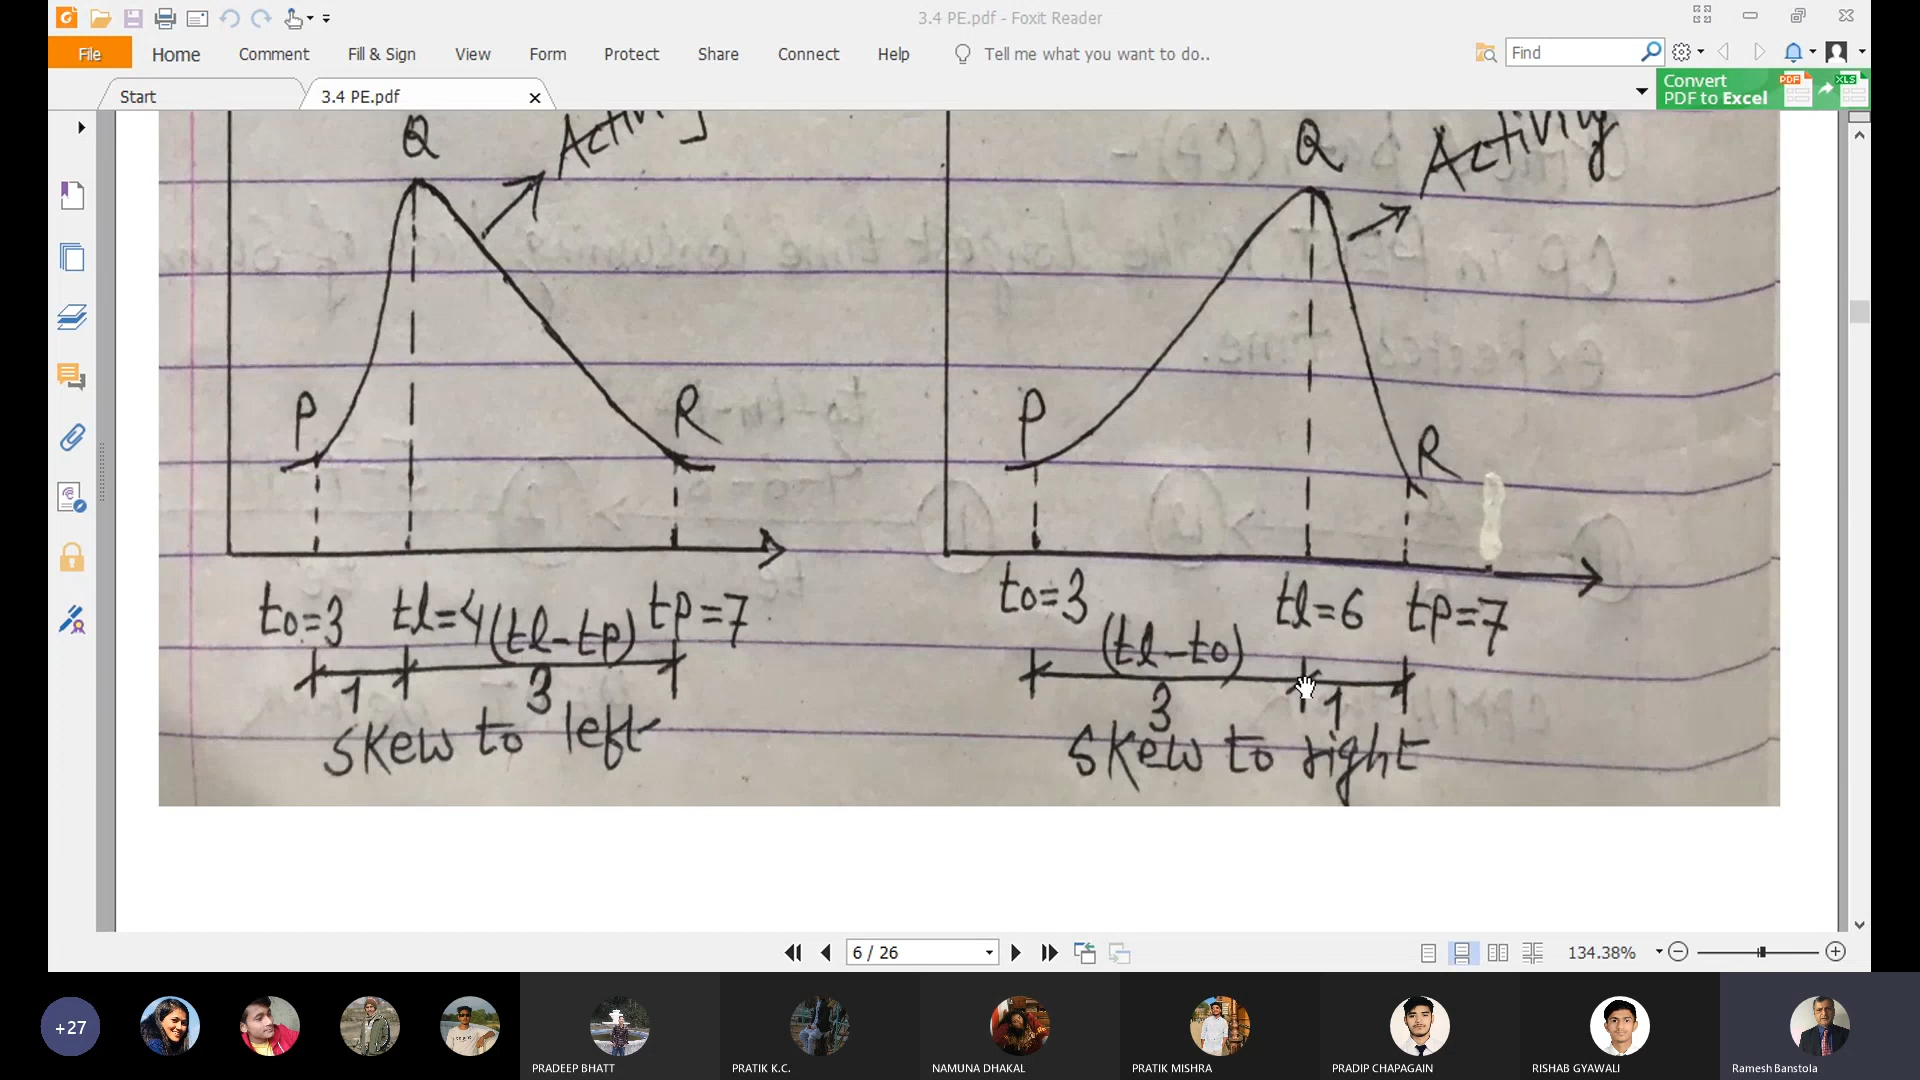 3.4 PE.pdf - Foxit Reader
File Home Comment Fill & Sign View Form Protect Share Connect Help Tell me what you want to do.. Find
Start 3.4 PE.pdf
Convert
PDF to Excel
PDF XLS
Q Q Activity
P R P R
to=3 tl=4 (tl-tp) tp=7
to=3 (tl-to) tl=6 tp=7
1 3
3 1
Skew to left
Skew to right
6 / 26 134.38%
+27
PRADEEP BHATT PRATIK K.C. NAMUNA DHAKAL PRATIK MISHRA PRADIP CHAPAGAIN RISHAB GYAWALI Ramesh Banstola